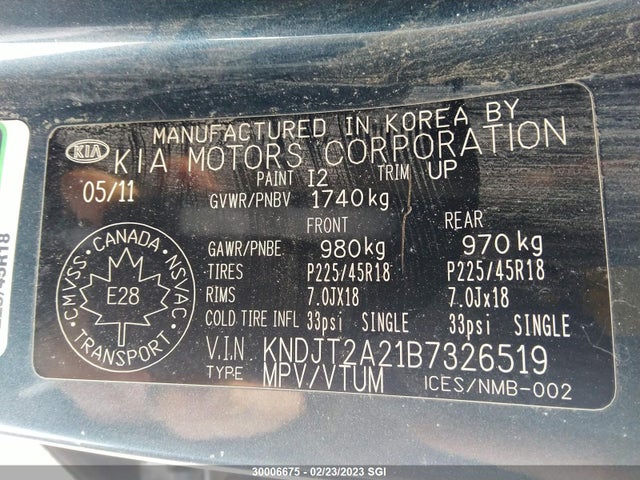 MANUFACTURED IN KOREA BY
KIA KIA MOTORS CORPORATION
05/11 PAINT I2 TRIM UP
GVWR/PNBV 1740kg
FRONT REAR
GAWR/PNBE 980kg 970kg
TIRES P225/45R18 P225/45R18
RIMS 7.0JX18 7.0Jx18
COLD TIRE INFL 33psi SINGLE 33psi SINGLE
V.I.N KNDJT2A21B7326519
TYPE MPV/VTUM ICES/NMB-002
CMVSS · CANADA · NSVAC
E28
TRANSPORT
225/45R18
30006675 — 02/23/2023 SGI